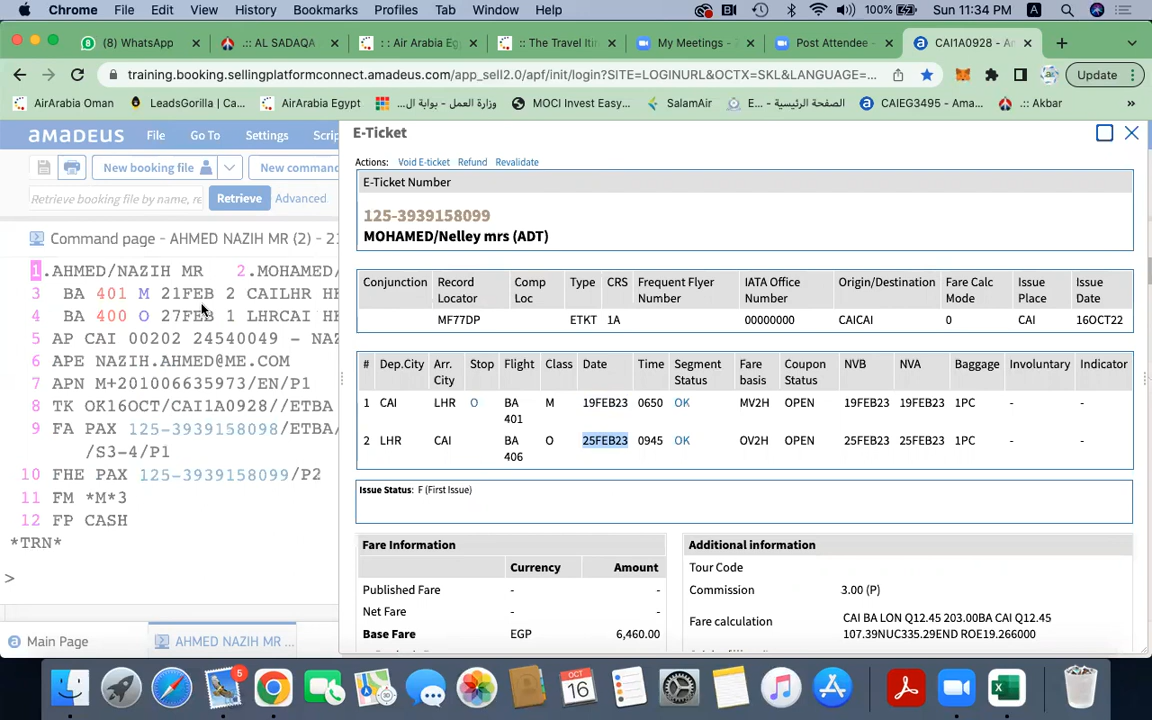 Chrome File Edit View History Bookmarks Profiles Tab Window Help 100% Sun 11:34 PM
(8) WhatsApp × .: AL SADAQA × : : Air Arabia Eg × :: The Travel Iti × My Meetings - × Post Attendee - × CAI1A0928 - A ×
training.booking.sellingplatformconnect.amadeus.com/app_sell2.0/apf/init/login?SITE=LOGINURL&OCTX=SKL&LANGUAGE=... Update
AirArabia Oman LeadsGorilla | Ca... AirArabia Egypt وزارة العمل - بوابة ال... MOCI Invest Easy... SalamAir الصفحة الرئيسية - E... CAIEG3495 - Ama... .:: Akbar »
amadeus File Go To Settings Scri
E-Ticket
New booking file New comman
Actions: Void E-ticket Refund Revalidate
Retrieve booking file by name, re Retrieve Advanced
E-Ticket Number
125-3939158099
MOHAMED/Nelley mrs (ADT)
Command page - AHMED NAZIH MR (2) - 21
1.AHMED/NAZIH MR 2.MOHAMED/
3 BA 401 M 21FEB 2 CAILHR HK
4 BA 400 O 27FEB 1 LHRCAI HK
5 AP CAI 00202 24540049 - NAZ
6 APE NAZIH.AHMED@ME.COM
7 APN M+201006635973/EN/P1
8 TK OK16OCT/CAI1A0928//ETBA
9 FA PAX 125-3939158098/ETBA/
/S3-4/P1
10 FHE PAX 125-3939158099/P2
11 FM *M*3
12 FP CASH
*TRN*
>
Conjunction Record Locator Comp Loc Type CRS Frequent Flyer Number IATA Office Number Origin/Destination Fare Calc Mode Issue Place Issue Date
MF77DP ETKT 1A 00000000 CAICAI 0 CAI 16OCT22
# Dep.City Arr. City Stop Flight Class Date Time Segment Status Fare basis Coupon Status NVB NVA Baggage Involuntary Indicator
1 CAI LHR O BA 401 M 19FEB23 0650 OK MV2H OPEN 19FEB23 19FEB23 1PC - -
2 LHR CAI BA 406 O 25FEB23 0945 OK OV2H OPEN 25FEB23 25FEB23 1PC - -
Issue Status: F (First Issue)
Fare Information
Currency Amount
Published Fare - -
Net Fare - -
Base Fare EGP 6,460.00
Additional information
Tour Code
Commission 3.00 (P)
Fare calculation CAI BA LON Q12.45 203.00BA CAI Q12.45
107.39NUC335.29END ROE19.266000
Main Page AHMED NAZIH MR ...
5
OCT
16